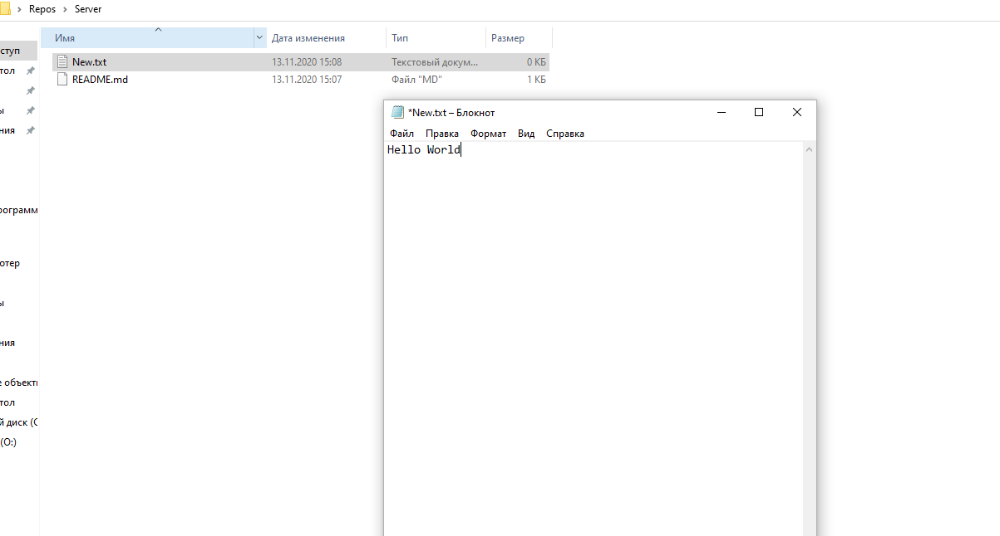 Repos > Server
Имя Дата изменения Тип Размер
New.txt 13.11.2020 15:08 Текстовый докум... 0 КБ
README.md 13.11.2020 15:07 Файл "MD" 1 КБ
ступ
тол
ы
ния
рограмм
отер
ы
ния
е объекты
тол
й диск (C
(O:)
*New.txt – Блокнот
Файл Правка Формат Вид Справка
Hello World